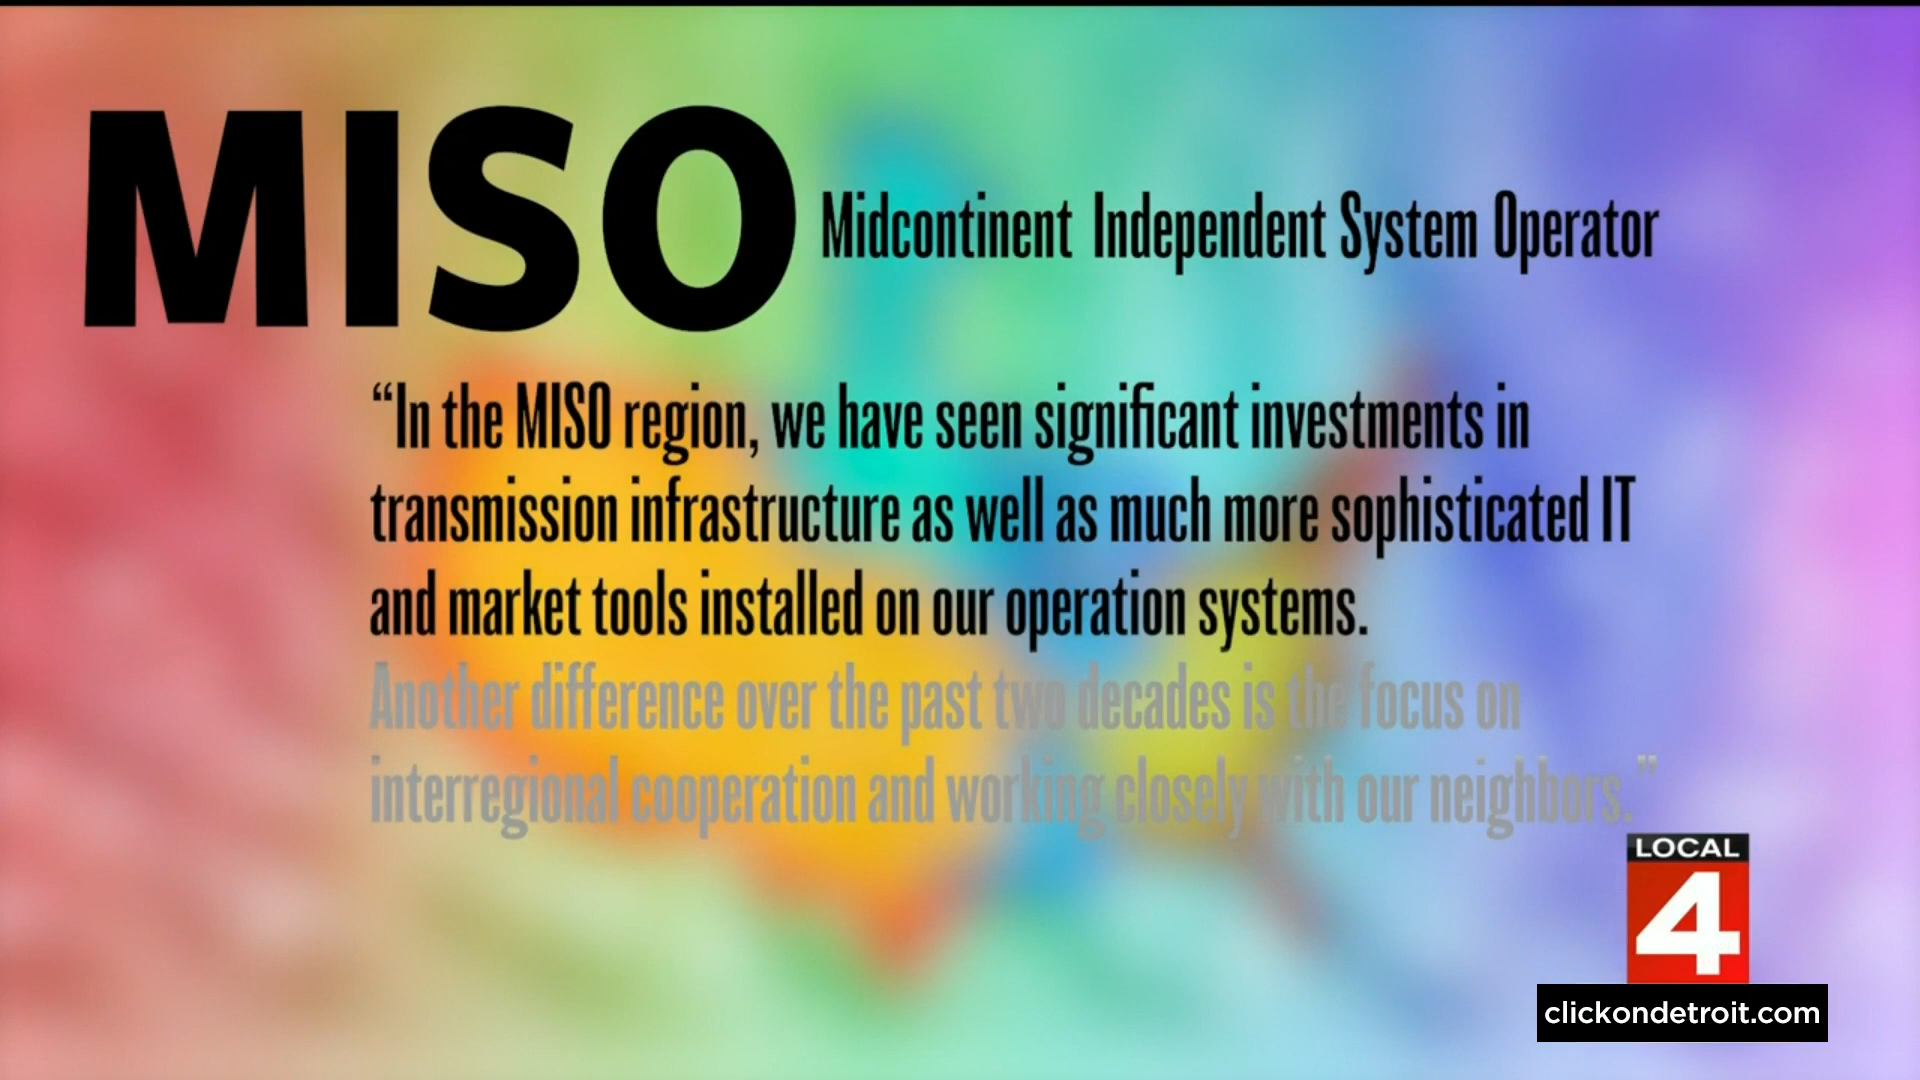 MISO Midcontinent Independent System Operator
“In the MISO region, we have seen significant investments in
transmission infrastructure as well as much more sophisticated IT
and market tools installed on our operation systems.
Another difference over the past two decades is the focus on
interregional cooperation and working closely with our neighbors.”
LOCAL
4
clickondetroit.com